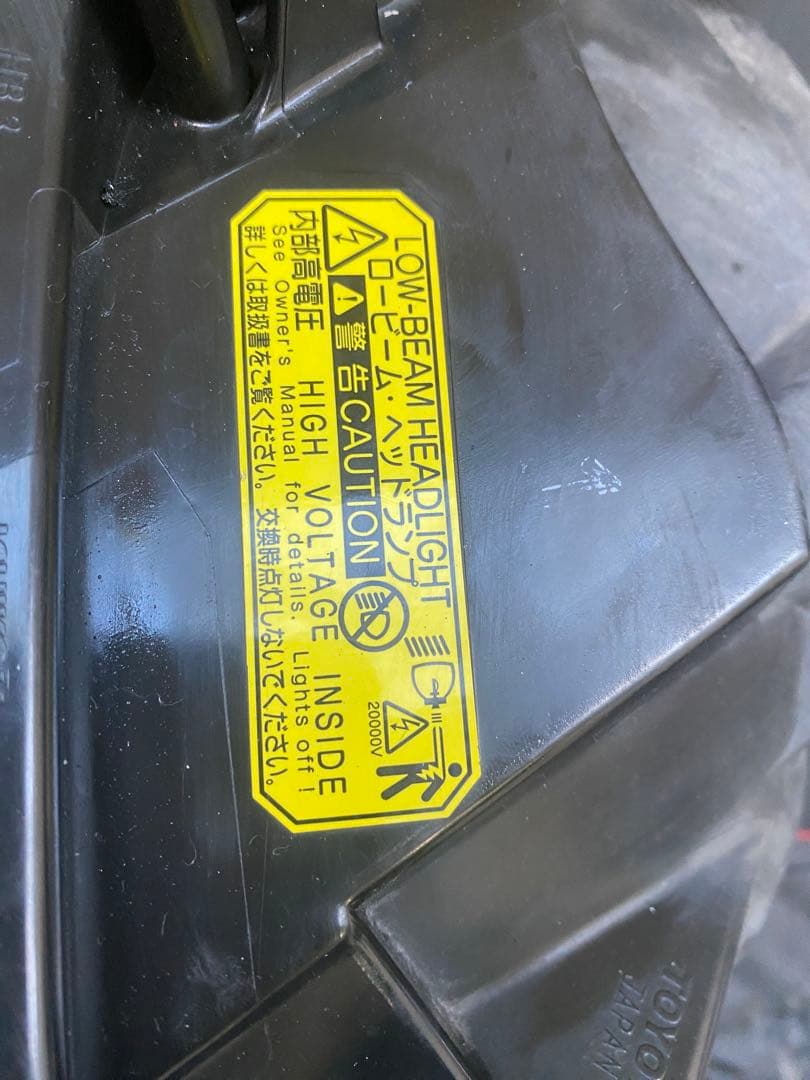 LOW-BEAM HEADLIGHT
ロービーム・ヘッドランプ
警告 CAUTION
20000V
内部高電圧 HIGH VOLTAGE INSIDE
See Owner's Manual for details. Lights off !
詳しくは取扱書をご覧ください。 交換時点灯しないでください。
HB3
JAPAN